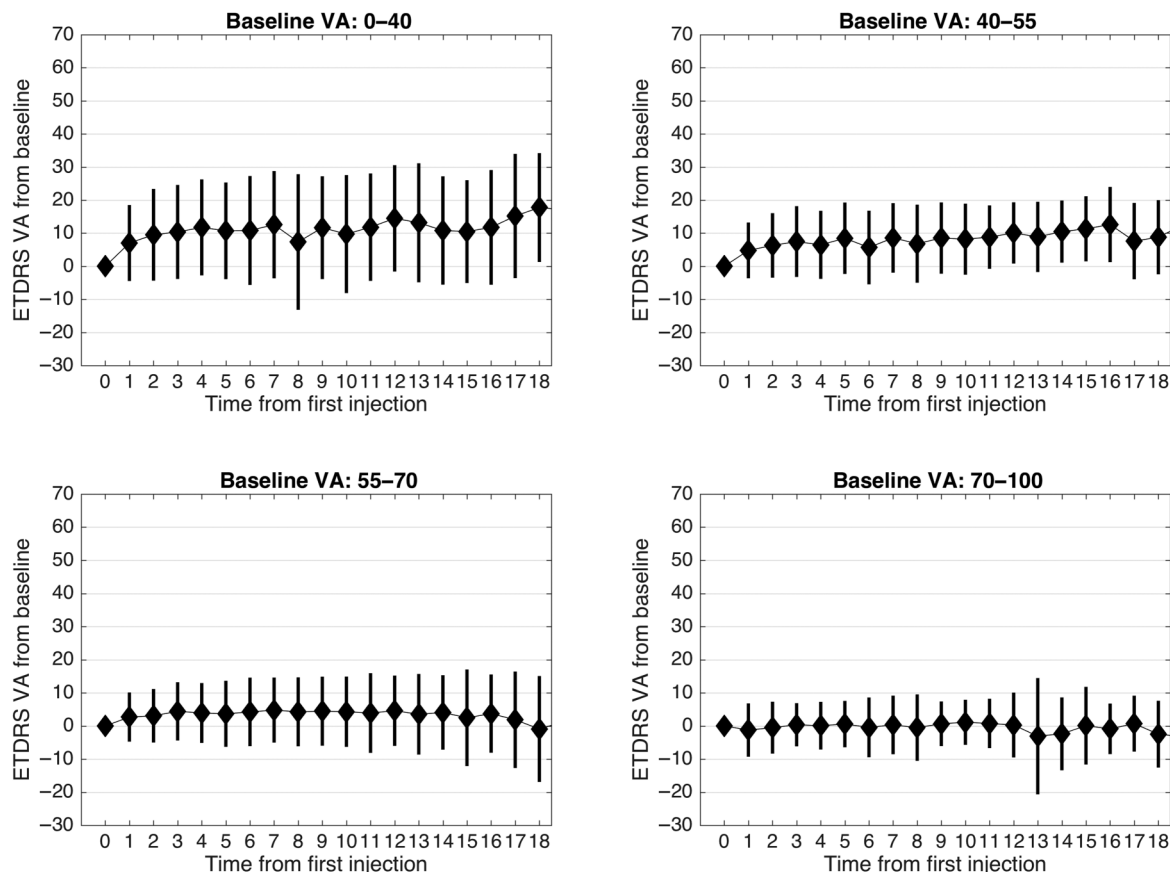 Baseline VA: 0–40
70
60
50
40
30
20
10
0
−10
−20
−30
ETDRS VA from baseline
0 1 2 3 4 5 6 7 8 9 10 11 12 13 14 15 16 17 18
Time from first injection
Baseline VA: 40–55
70
60
50
40
30
20
10
0
−10
−20
−30
ETDRS VA from baseline
0 1 2 3 4 5 6 7 8 9 10 11 12 13 14 15 16 17 18
Time from first injection
Baseline VA: 55–70
70
60
50
40
30
20
10
0
−10
−20
−30
ETDRS VA from baseline
0 1 2 3 4 5 6 7 8 9 10 11 12 13 14 15 16 17 18
Time from first injection
Baseline VA: 70–100
70
60
50
40
30
20
10
0
−10
−20
−30
ETDRS VA from baseline
0 1 2 3 4 5 6 7 8 9 10 11 12 13 14 15 16 17 18
Time from first injection